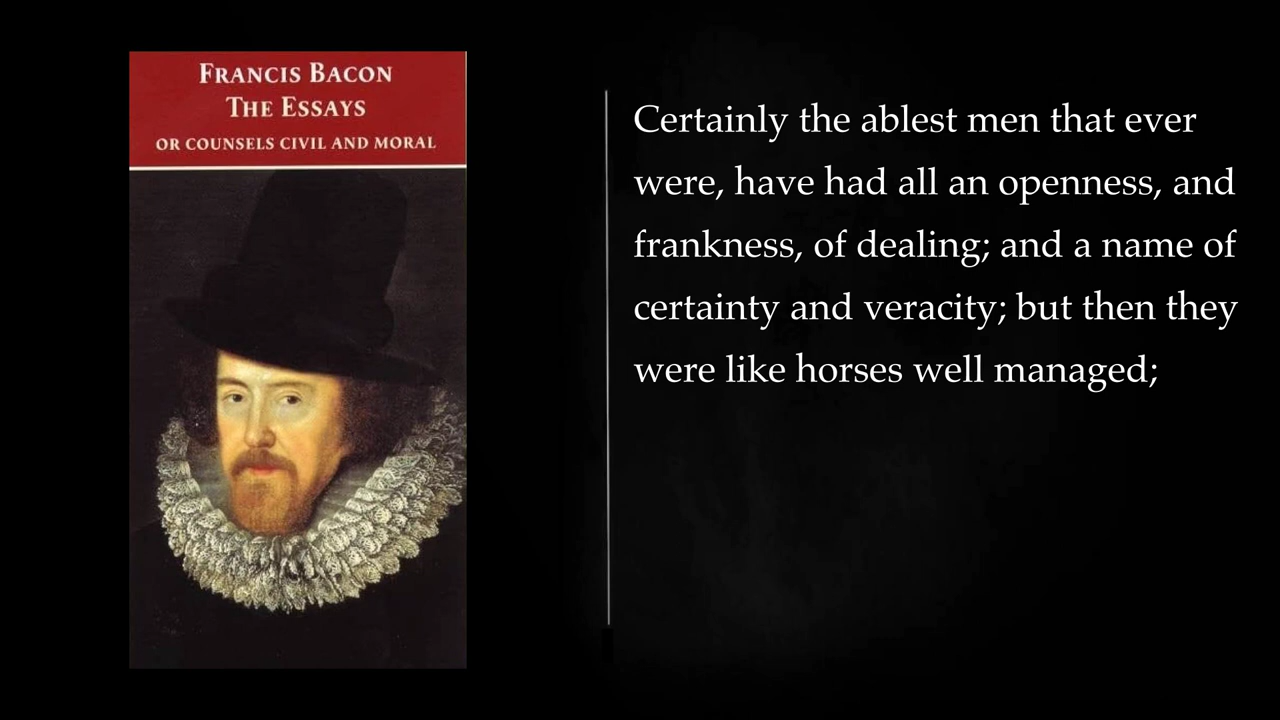 FRANCIS BACON
THE ESSAYS
OR COUNSELS CIVIL AND MORAL
Certainly the ablest men that ever
were, have had all an openness, and
frankness, of dealing; and a name of
certainty and veracity; but then they
were like horses well managed;